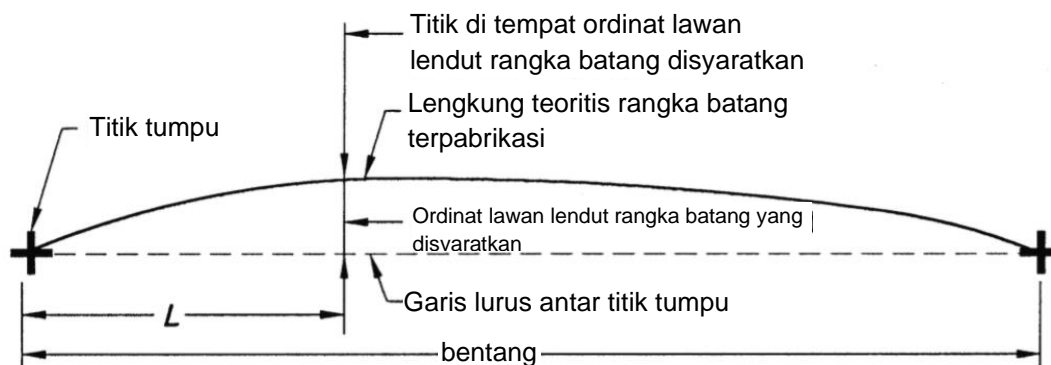 Titik di tempat ordinat lawan
lendut rangka batang disyaratkan
Lengkung teoritis rangka batang
terpabrikasi
Titik tumpu
Ordinat lawan lendut rangka batang yang
disvaratkan
Garis lurus antar titik tumpu
L
bentang